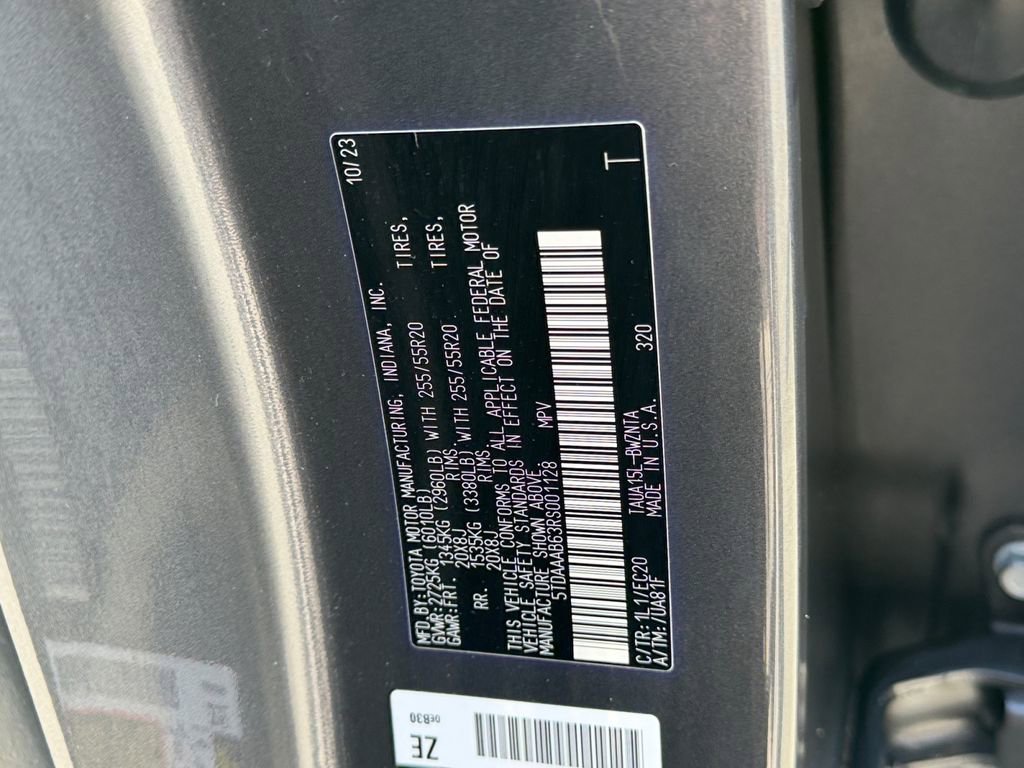 10/23
MFD.BY:TOYOTA MOTOR MANUFACTURING, INDIANA, INC.
GVWR:2725KG (6010LB)
GAWR:FRT. 1345KG (2960LB) WITH 255/55R20 TIRES,
20X8J RIMS.
RR. 1535KG (3380LB) WITH 255/55R20 TIRES,
20X8J RIMS.
THIS VEHICLE CONFORMS TO ALL APPLICABLE FEDERAL MOTOR
VEHICLE SAFETY STANDARDS IN EFFECT ON THE DATE OF
MANUFACTURE SHOWN ABOVE.
5TDAAAB63RS001128 MPV
T
C/TR:1L1/EC20 TAUA15L-BWZNTA 320
A/TM:/UA81F MADE IN U.S.A.
0EB30
ZE